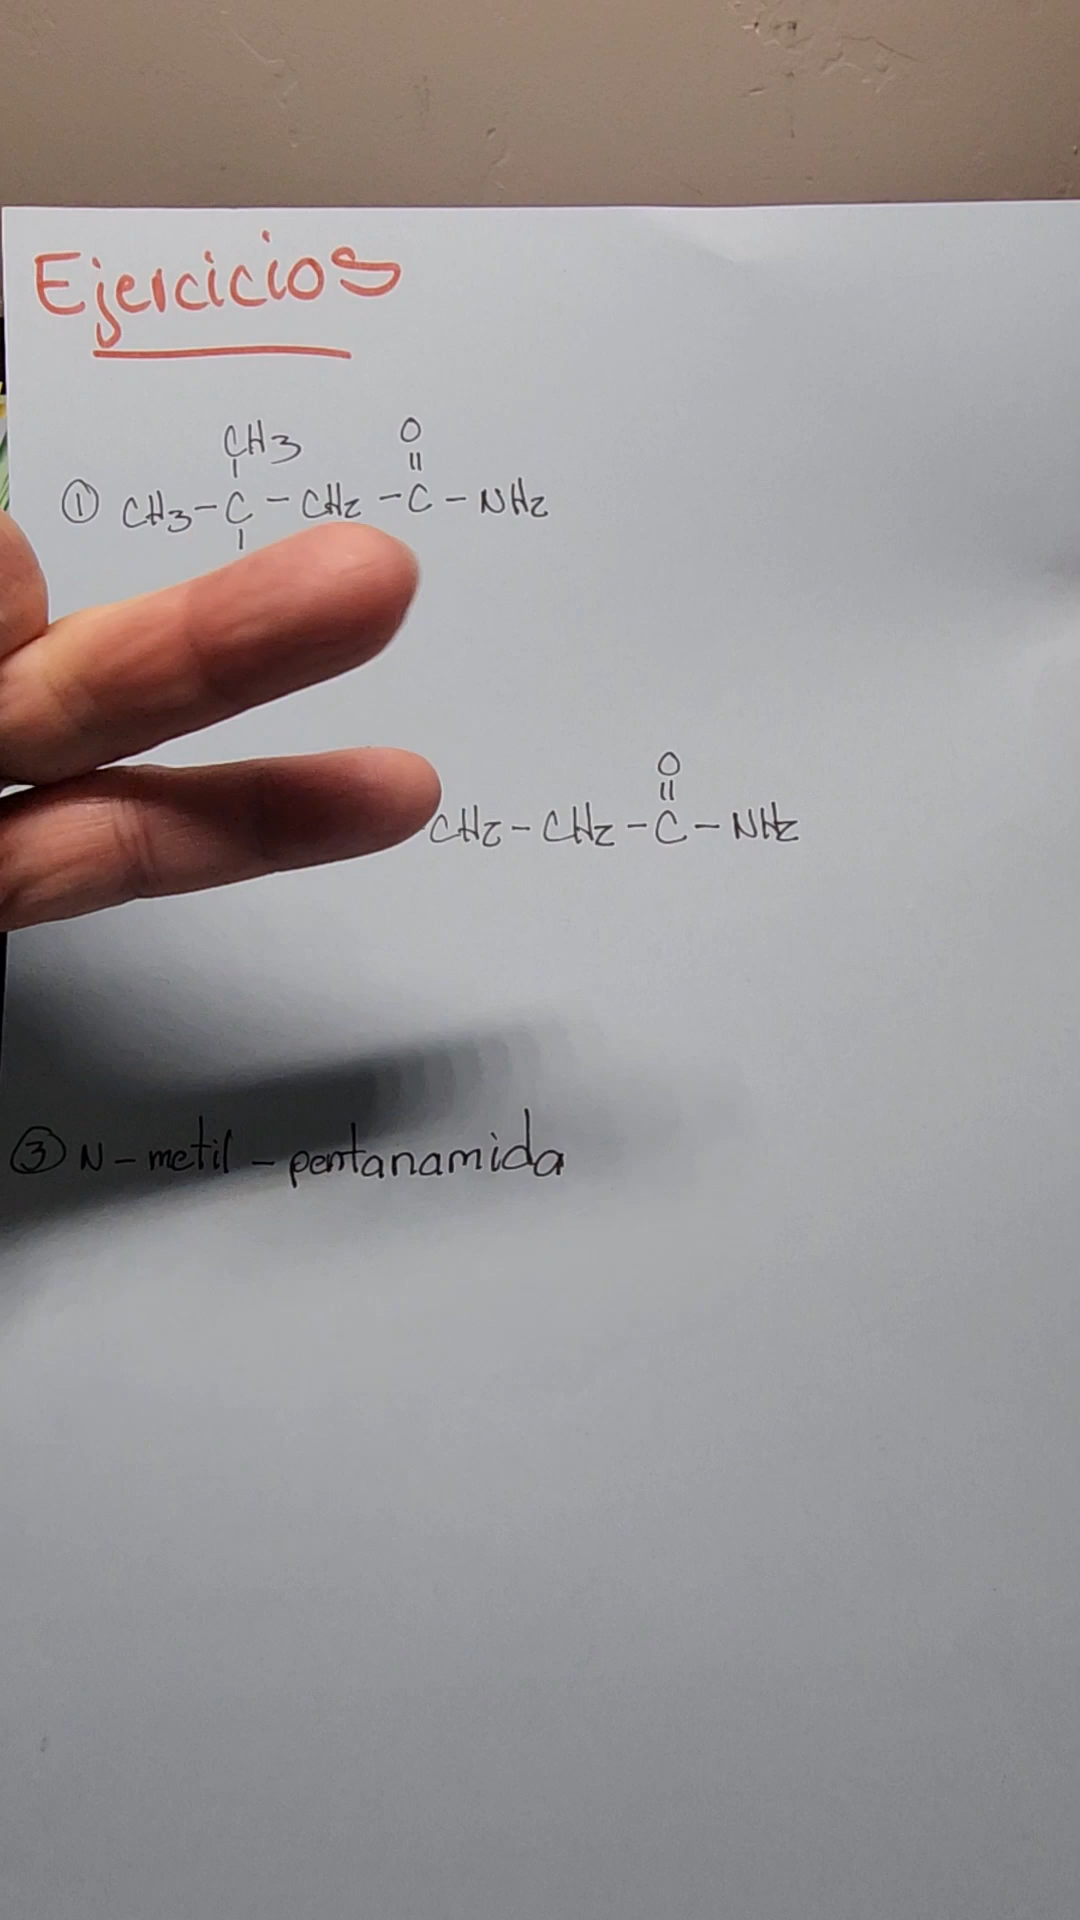 Ejercicios
CH3 O
① CH3-C-CH2-C-NH2
O
CH2-CH2-C-NH2
③ N-metil-pentanamida